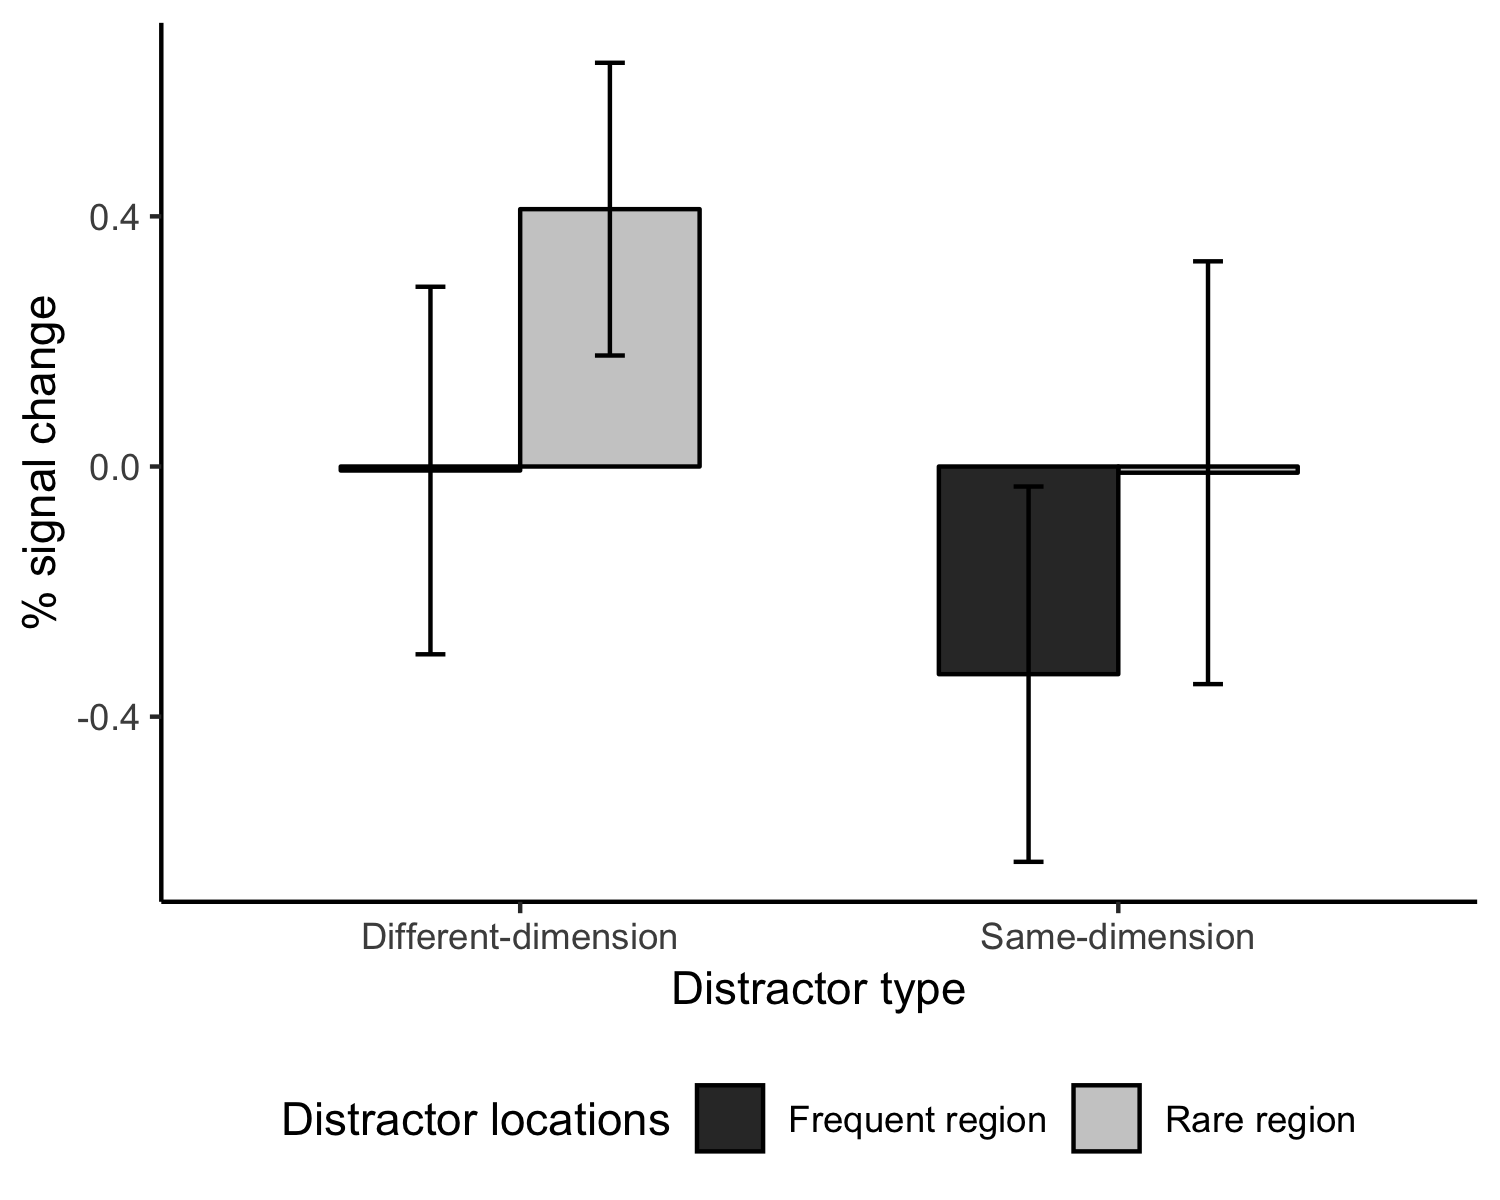 % signal change
0.4
0.0
-0.4
Different-dimension
Same-dimension
Distractor type
Distractor locations
Frequent region
Rare region